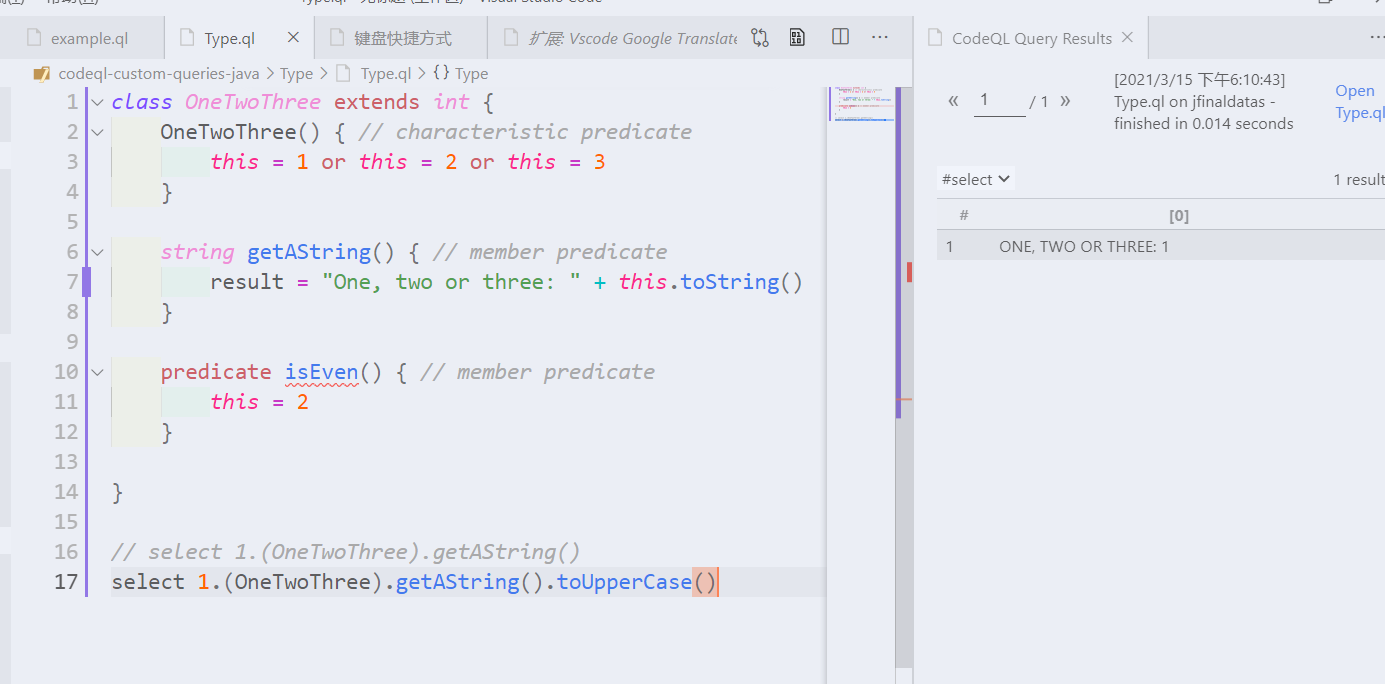 example.ql
Type.ql
键盘快捷方式
扩展: Vscode Google Translate
codeql-custom-queries-java > Type > Type.ql > {} Type
1 class OneTwoThree extends int {
2 OneTwoThree() { // characteristic predicate
3 this = 1 or this = 2 or this = 3
4 }
5
6 string getAString() { // member predicate
7 result = "One, two or three: " + this.toString()
8 }
9
10 predicate isEven() { // member predicate
11 this = 2
12 }
13
14 }
15
16 // select 1.(OneTwoThree).getAString()
17 select 1.(OneTwoThree).getAString().toUpperCase()
CodeQL Query Results
« 1 / 1 »
[2021/3/15 下午6:10:43]
Type.ql on jfinaldatas -
finished in 0.014 seconds
Open
Type.ql
#select
1 result
# [0]
1 ONE, TWO OR THREE: 1